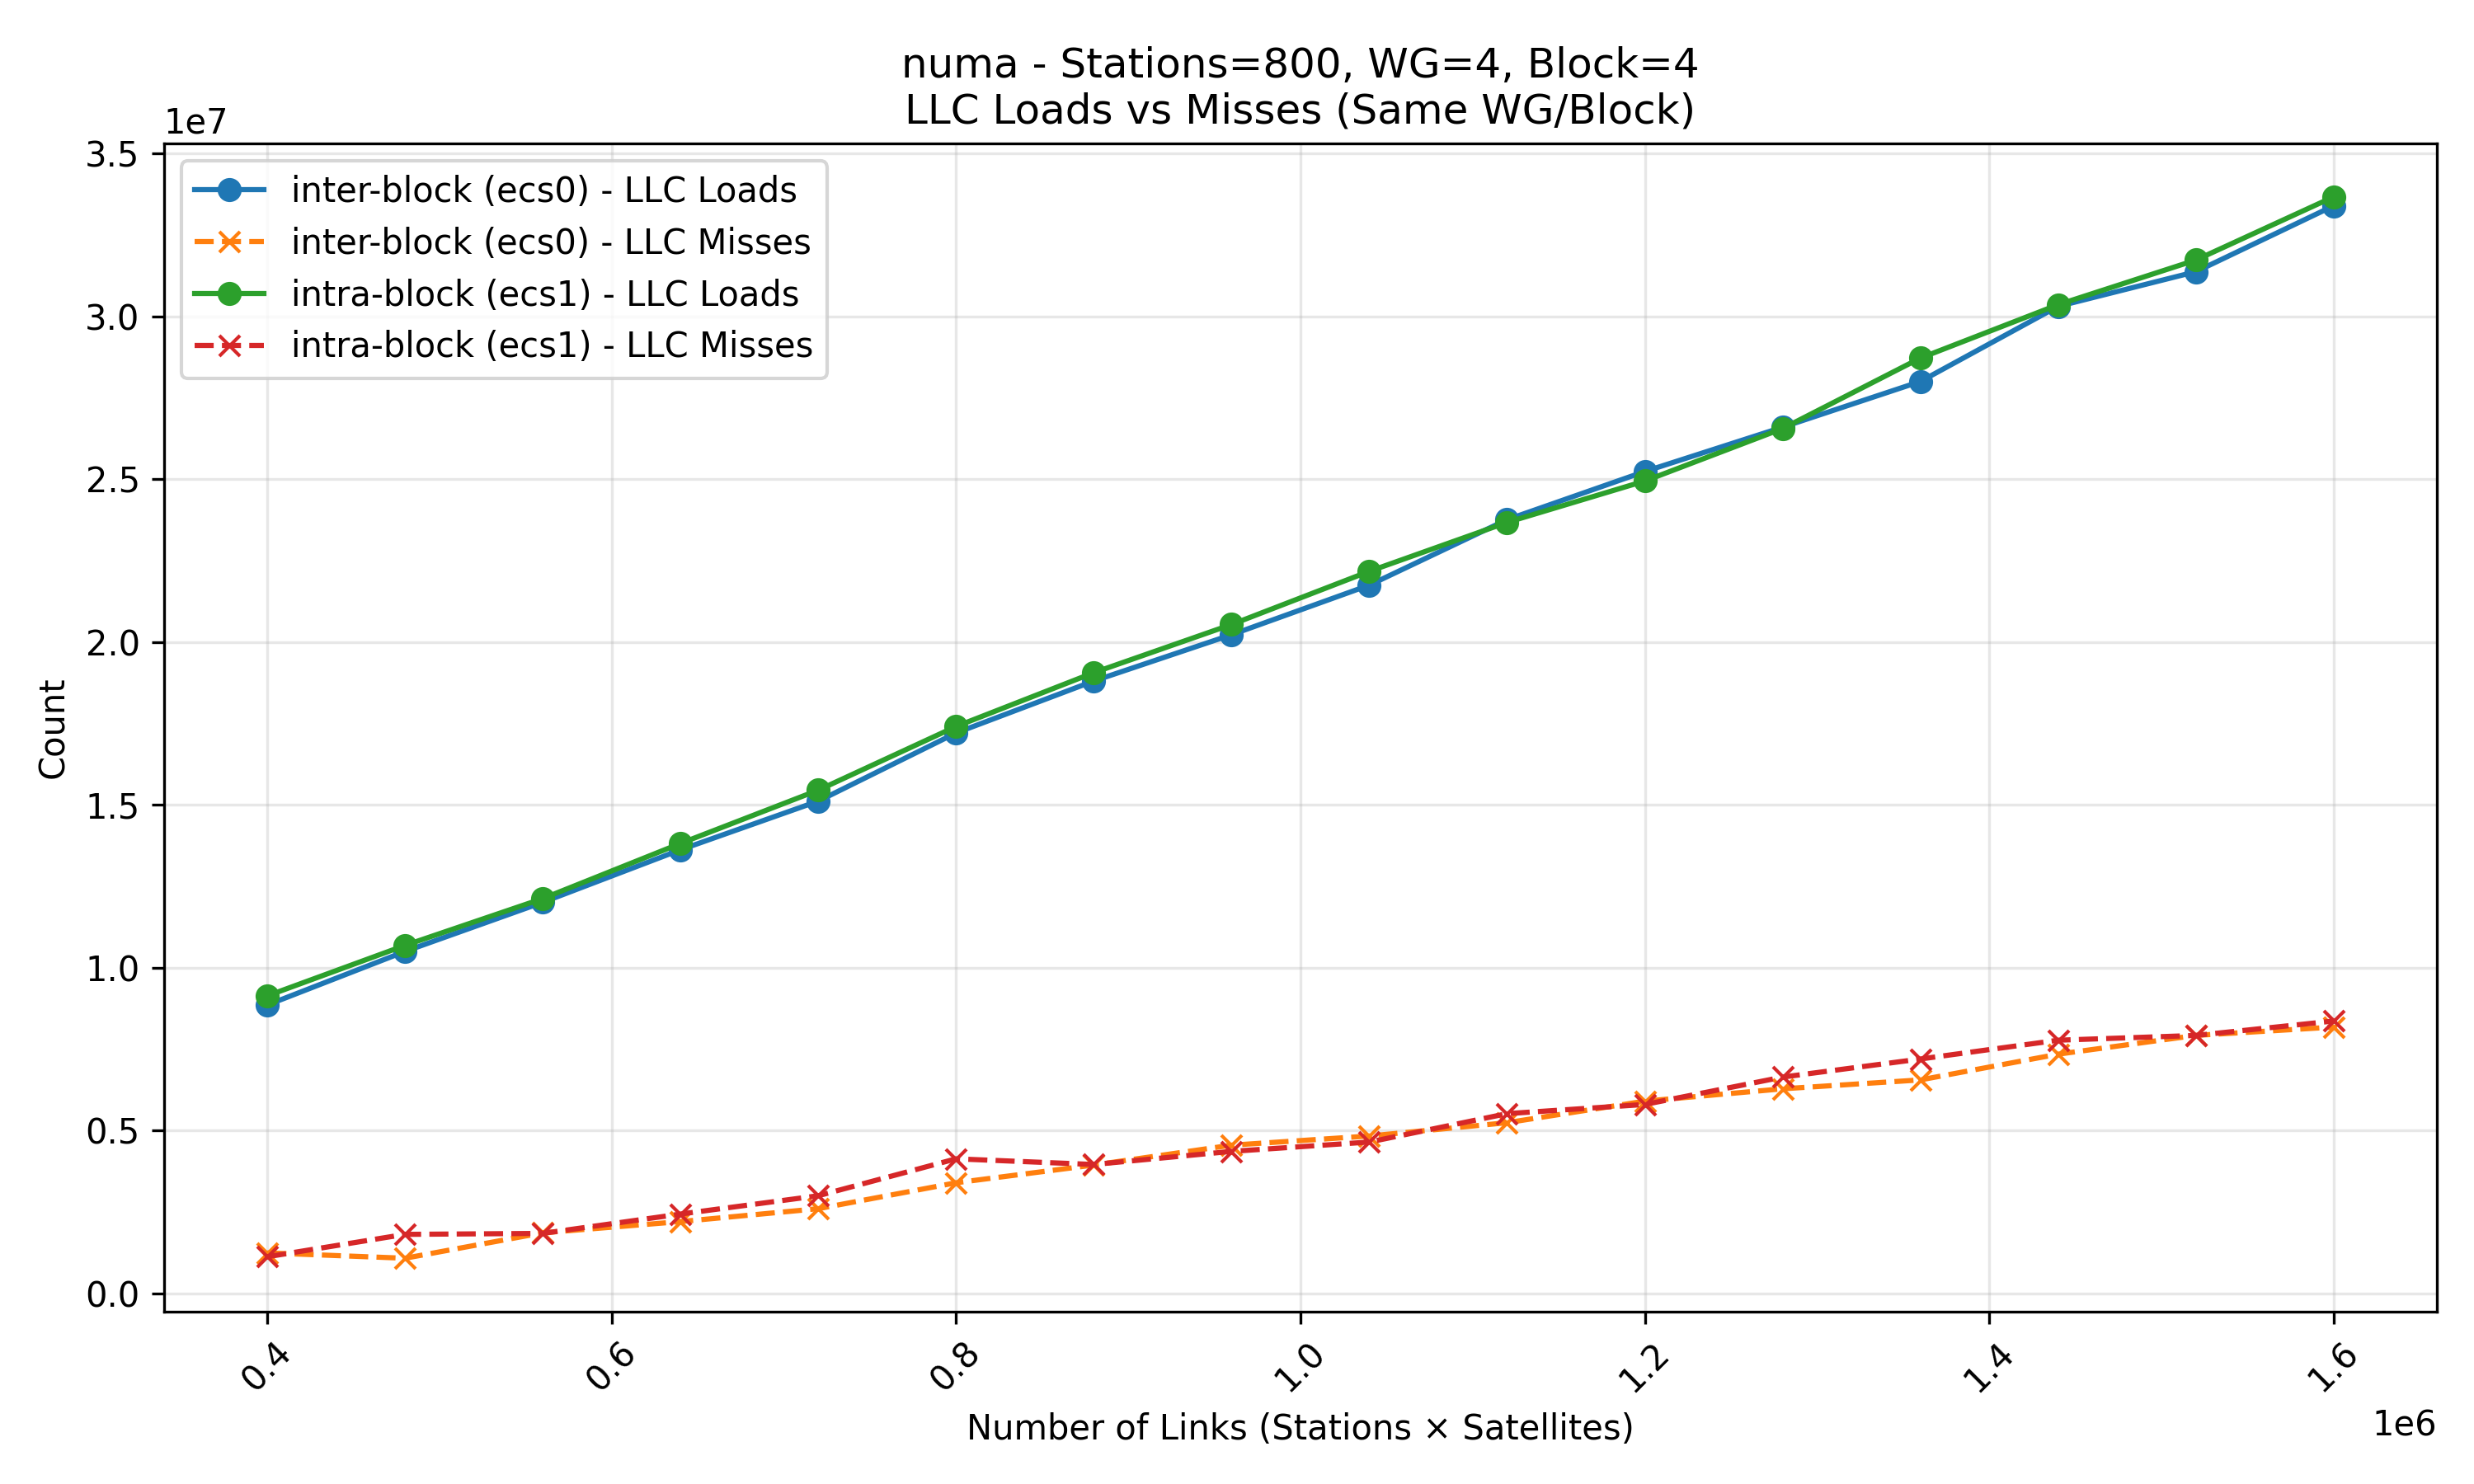 numa - Stations=800, WG=4, Block=4
LLC Loads vs Misses (Same WG/Block)
1e7
3.5
3.0
2.5
2.0
1.5
1.0
0.5
0.0
Count
inter-block (ecs0) - LLC Loads
inter-block (ecs0) - LLC Misses
intra-block (ecs1) - LLC Loads
intra-block (ecs1) - LLC Misses
0.4 0.6 0.8 1.0 1.2 1.4 1.6
1e6
Number of Links (Stations × Satellites)